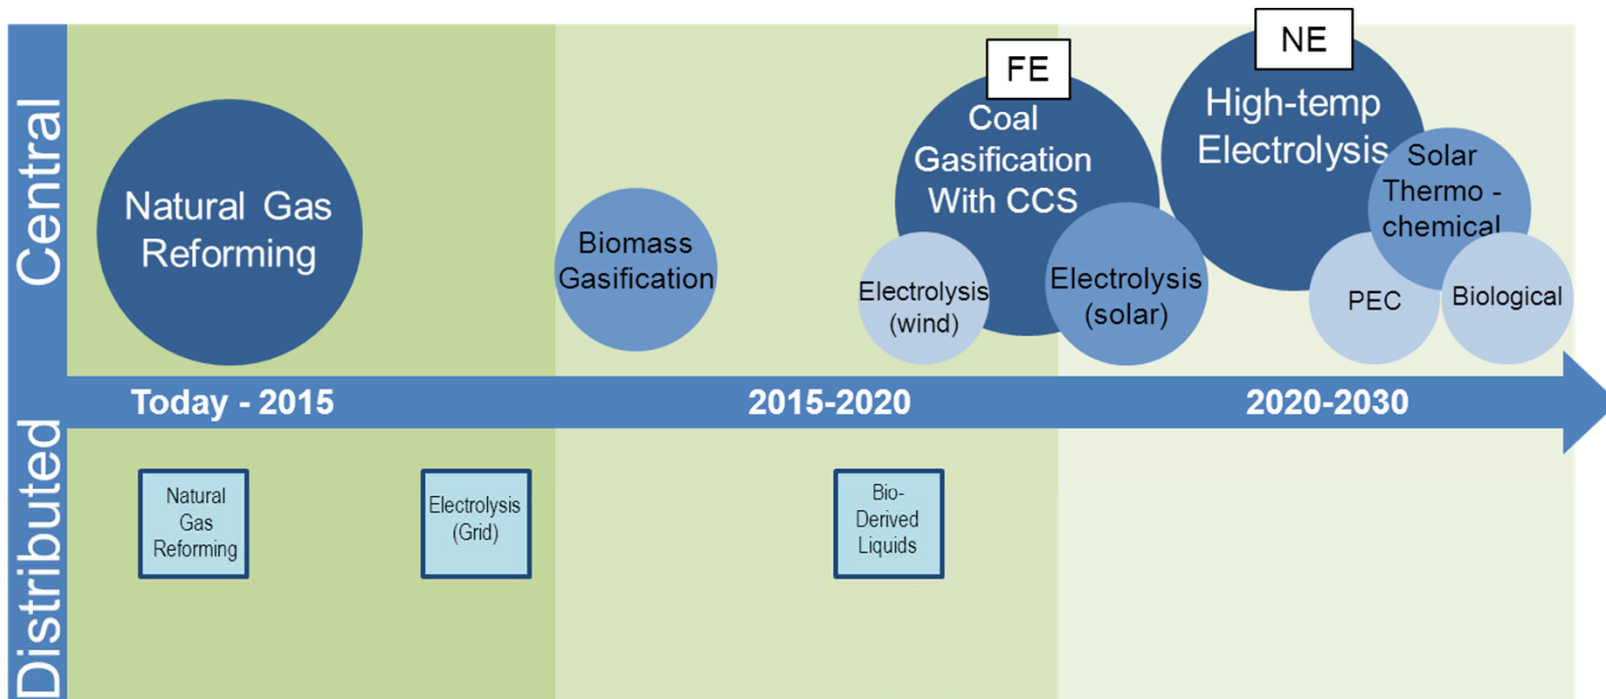 Central
Natural Gas
Reforming
Biomass
Gasification
FE
Coal
Gasification
With CCS
Electrolysis
(wind)
Electrolysis
(solar)
NE
High-temp
Electrolysis
Solar
Thermo -
chemical
PEC
Biological
Today - 2015
2015-2020
2020-2030
Distributed
Natural
Gas
Reforming
Electrolysis
(Grid)
Bio-
Derived
Liquids